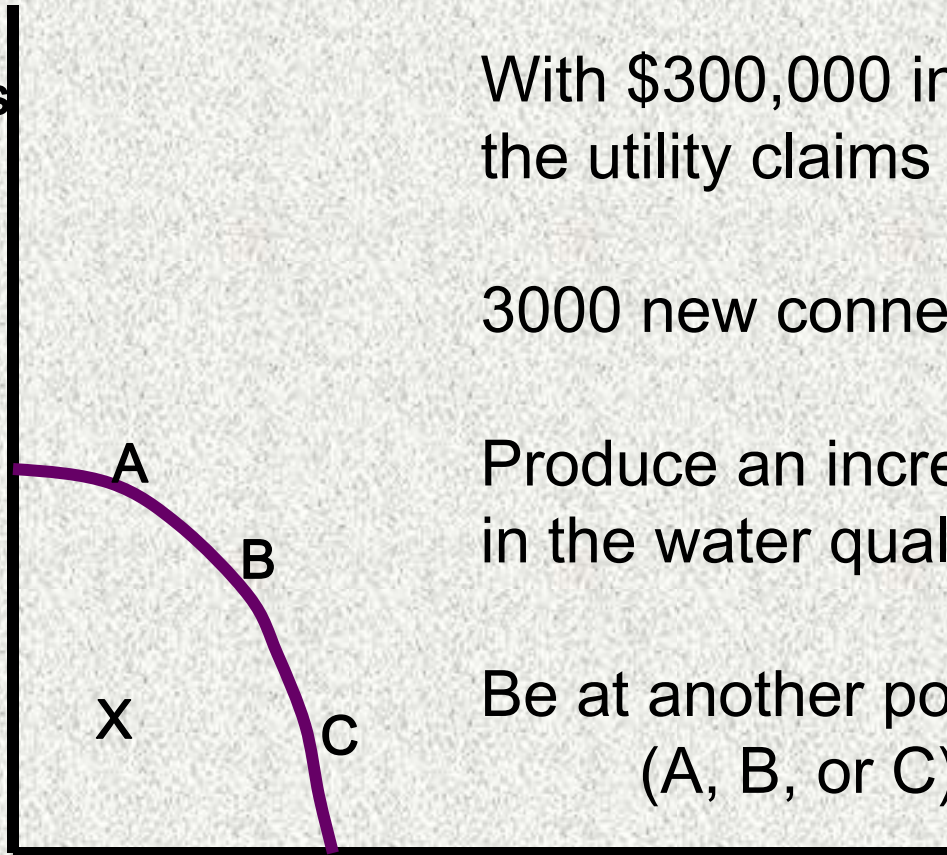 With $300,000 in
the utility claims
3000 new conne
Produce an incre
in the water qual
Be at another po
(A, B, or C)
A
B
X
C